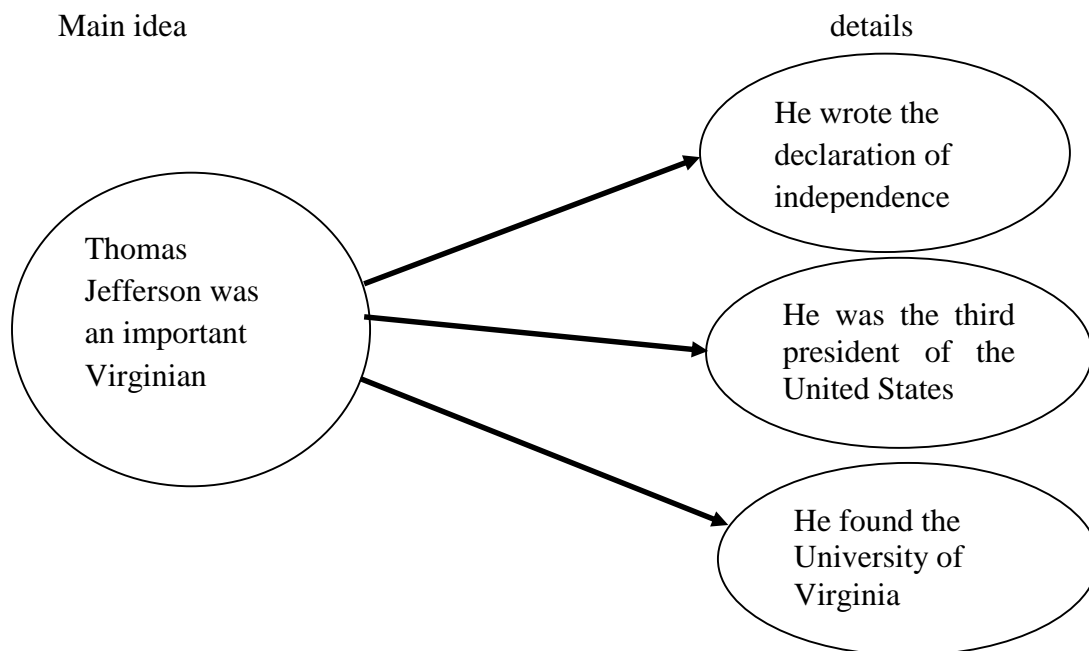 Main idea
details
Thomas
Jefferson was
an important
Virginian
He wrote the
declaration of
independence
He was the third
president of the
United States
He found the
University of
Virginia